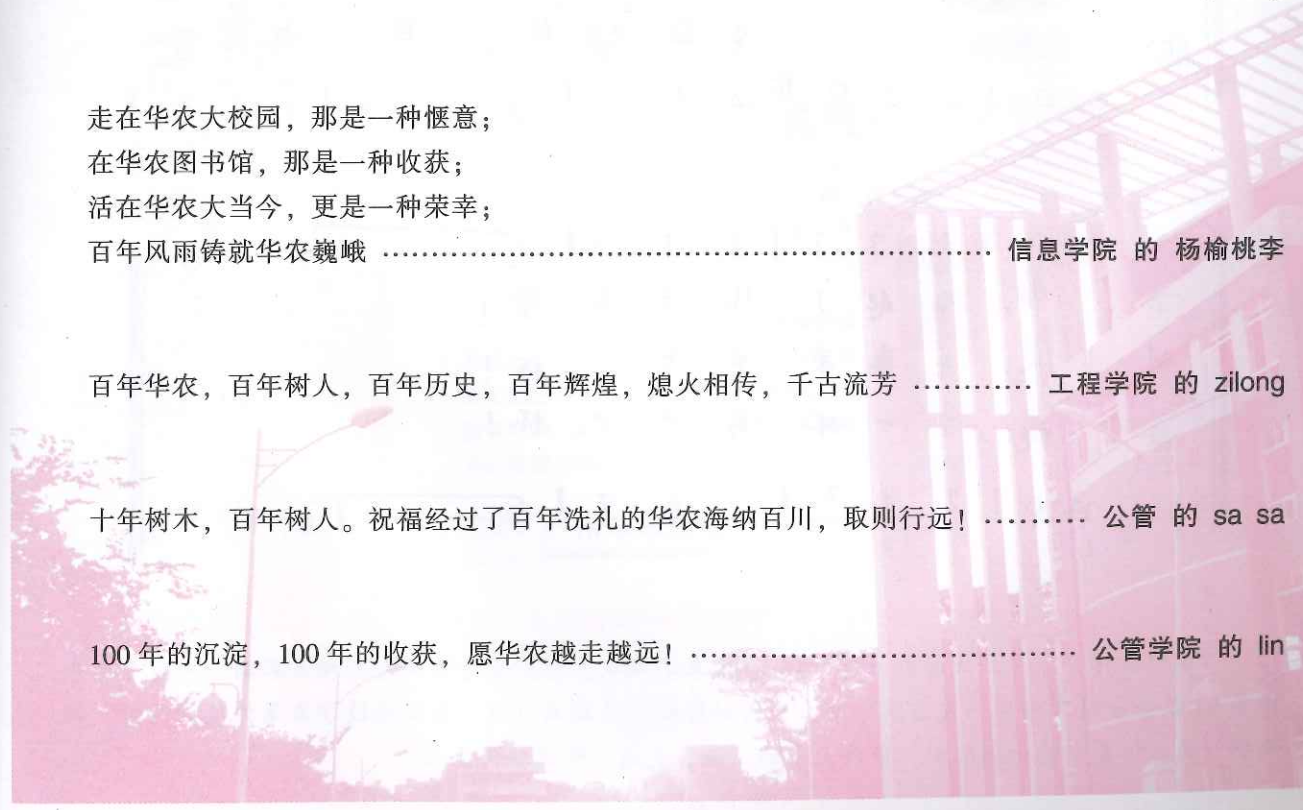 走在华农大校园，那是一种惬意；
在华农图书馆，那是一种收获；
活在华农大当今，更是一种荣幸；
百年风雨铸就华农巍峨 ······························ 信息学院 的 杨榆桃李
百年华农，百年树人，百年历史，百年辉煌，熄火相传，千古流芳 ············ 工程学院 的 zilong
十年树木，百年树人。祝福经过了百年洗礼的华农海纳百川，取则行远！ ········· 公管 的 sa sa
100 年的沉淀，100 年的收获，愿华农越走越远！ ······························ 公管学院 的 lin